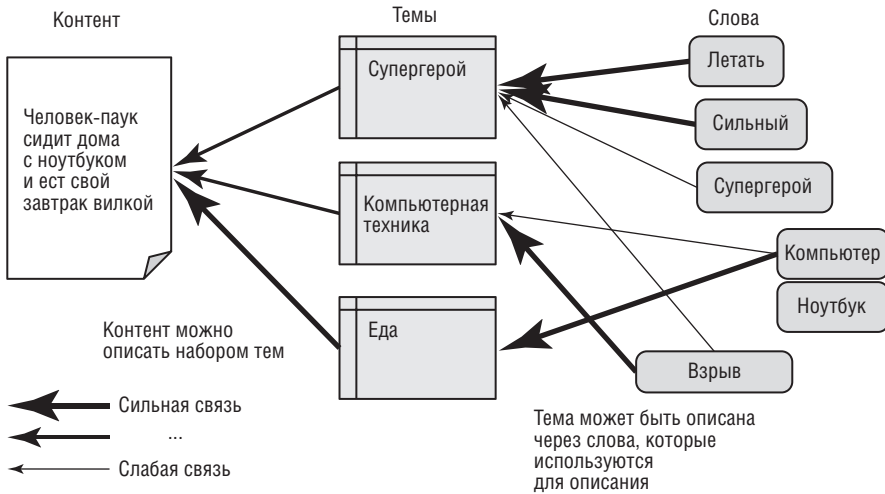 Контент
Темы
Слова
Человек-паук
сидит дома
с ноутбуком
и ест свой
завтрак вилкой
Супергерой
Компьютерная
техника
Еда
Летать
Сильный
Супергерой
Компьютер
Ноутбук
Взрыв
Контент можно
описать набором тем
Сильная связь
...
Слабая связь
Тема может быть описана
через слова, которые
используются
для описания